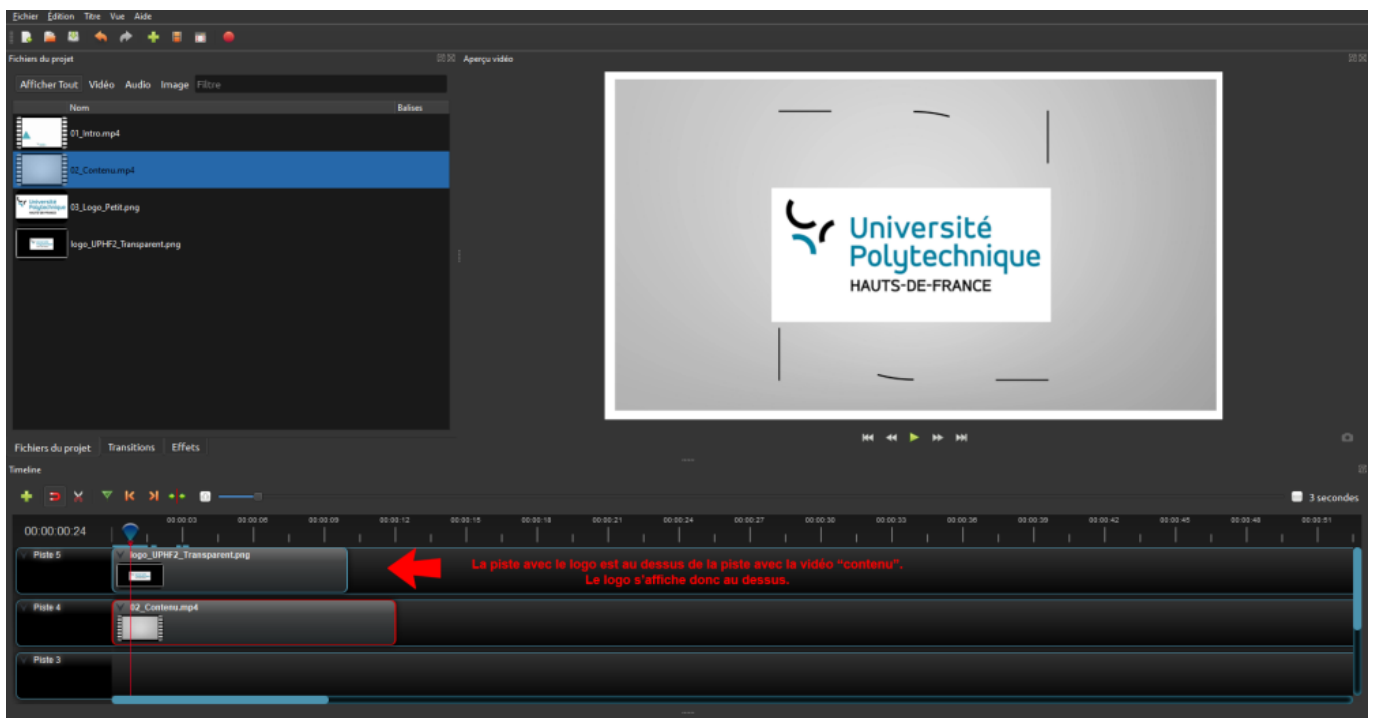 Fichier Édition Titre Vue Aide
Fichiers du projet
Aperçu vidéo
Afficher Tout Vidéo Audio Image Filtre
Nom Balises
01_Intro.mp4
02_Contenu.mp4
Université
Polytechnique
03_Logo_Petit.png
logo_UPHF2_Transparent.png
Université
Polytechnique
HAUTS-DE-FRANCE
Fichiers du projet Transitions Effets
Timeline
3 secondes
00:00:00:24
00:00:03 00:00:06 00:00:09 00:00:12 00:00:15 00:00:18 00:00:21 00:00:24 00:00:27 00:00:30 00:00:33 00:00:36 00:00:39 00:00:42 00:00:45 00:00:48 00:00:51
Piste 5 logo_UPHF2_Transparent.png
La piste avec le logo est au dessus de la piste avec la vidéo “contenu”.
Le logo s’affiche donc au dessus.
Piste 4 02_Contenu.mp4
Piste 3